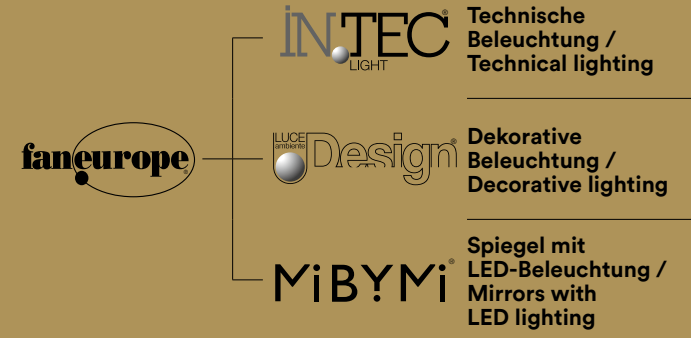 faneurope®
iN.TEC®
LIGHT
Technische
Beleuchtung /
Technical lighting
LUCE
ambiente
Design®
Dekorative
Beleuchtung /
Decorative lighting
MiBYMi®
Spiegel mit
LED-Beleuchtung /
Mirrors with
LED lighting